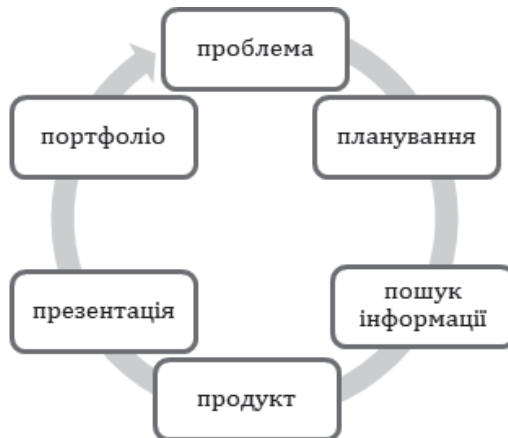 проблема
планування
пошук
інформації
продукт
презентація
портфоліо